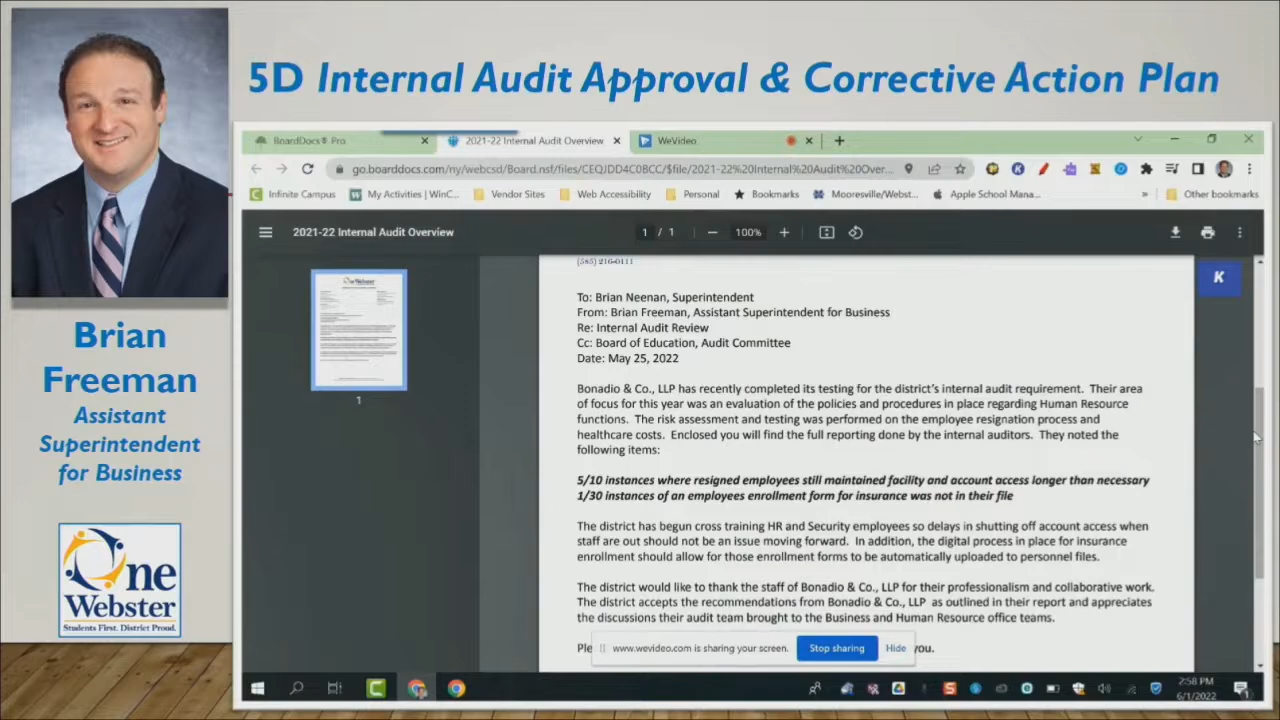 5D Internal Audit Approval & Corrective Action Plan
Brian
Freeman
Assistant
Superintendent
for Business
One
Webster
Students First. District Proud.
BoardDocs® Pro
2021-22 Internal Audit Overview
WeVideo
go.boarddocs.com/ny/webcsd/Board.nsf/files/CEQJDD4C0BCC/$file/2021-22%20Internal%20Audit%20Over...
Infinite Campus
My Activities | WinC...
Vendor Sites
Web Accessibility
Personal
Bookmarks
Mooresville/Webst...
Apple School Mana...
»
Other bookmarks
2021-22 Internal Audit Overview
1 / 1
100%
1
K
(585) 216-0111
To: Brian Neenan, Superintendent
From: Brian Freeman, Assistant Superintendent for Business
Re: Internal Audit Review
Cc: Board of Education, Audit Committee
Date: May 25, 2022
Bonadio & Co., LLP has recently completed its testing for the district's internal audit requirement. Their area
of focus for this year was an evaluation of the policies and procedures in place regarding Human Resource
functions. The risk assessment and testing was performed on the employee resignation process and
healthcare costs. Enclosed you will find the full reporting done by the internal auditors. They noted the
following items:
5/10 instances where resigned employees still maintained facility and account access longer than necessary
1/30 instances of an employees enrollment form for insurance was not in their file
The district has begun cross training HR and Security employees so delays in shutting off account access when
staff are out should not be an issue moving forward. In addition, the digital process in place for insurance
enrollment should allow for those enrollment forms to be automatically uploaded to personnel files.
The district would like to thank the staff of Bonadio & Co., LLP for their professionalism and collaborative work.
The district accepts the recommendations from Bonadio & Co., LLP as outlined in their report and appreciates
the discussions their audit team brought to the Business and Human Resource office teams.
Ple
you.
www.wevideo.com is sharing your screen.
Stop sharing
Hide
2:58 PM
6/1/2022